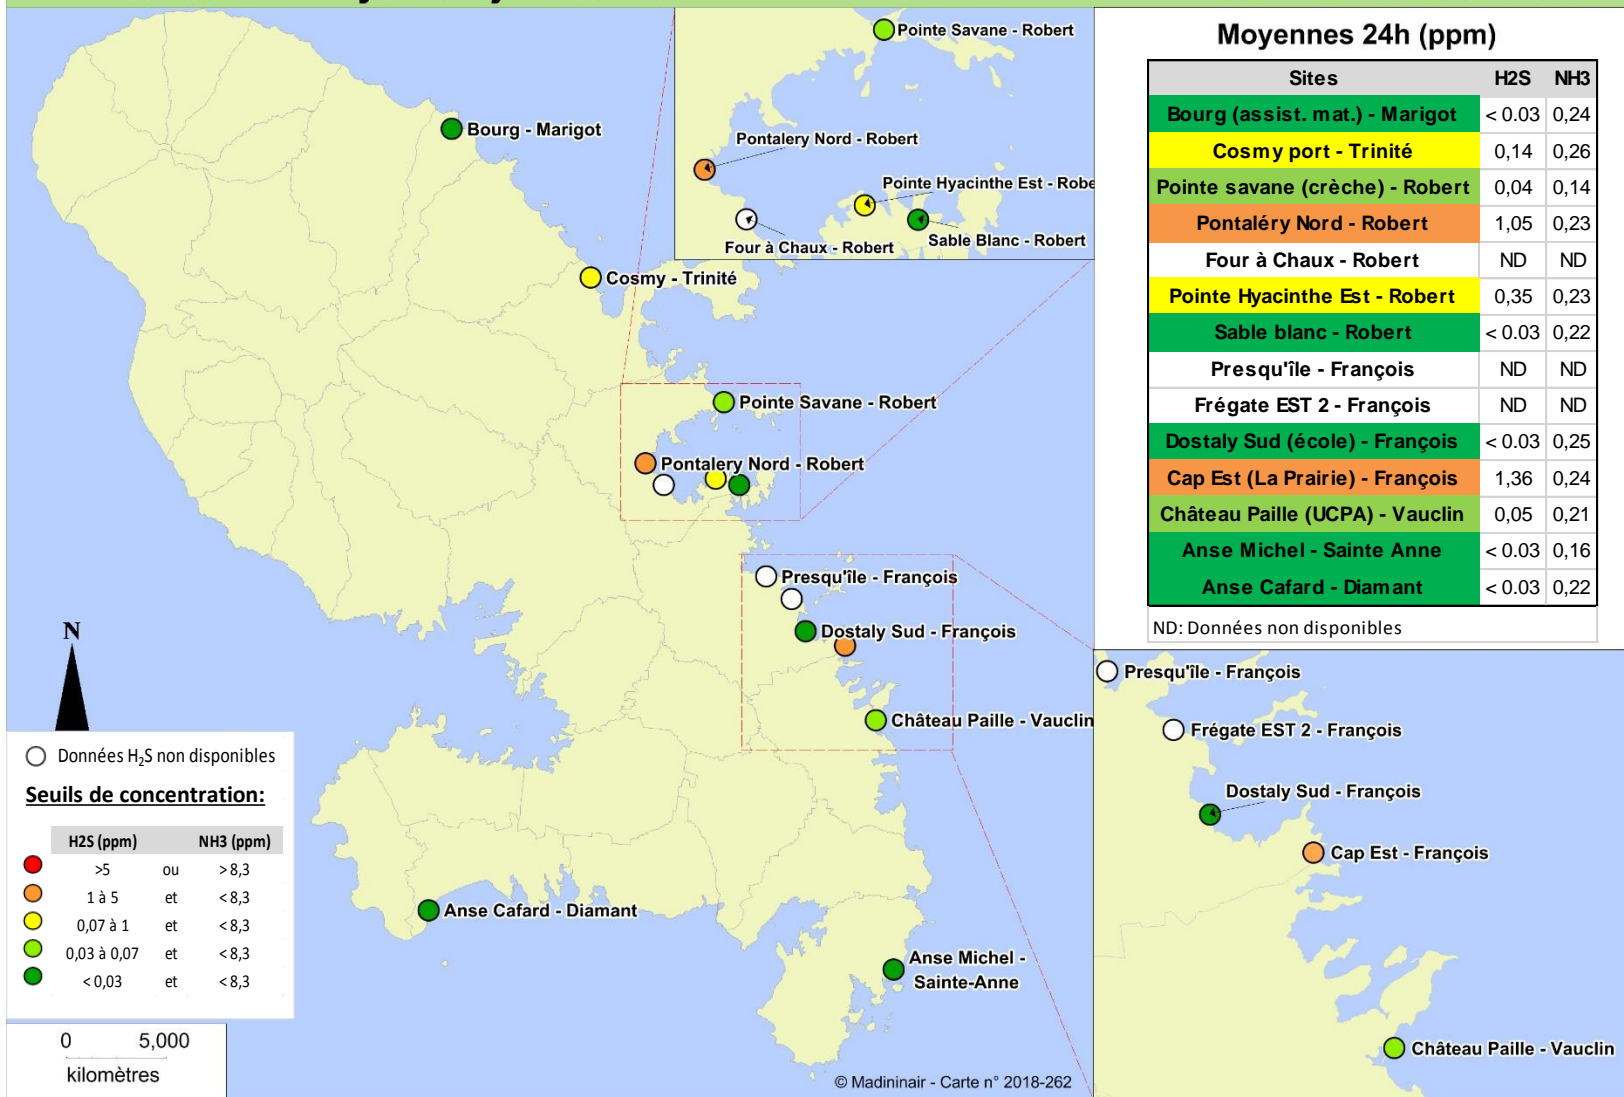 Pointe Savane - Robert
Pontalery Nord - Robert
Pointe Hyacinthe Est - Robe
Four à Chaux - Robert
Sable Blanc - Robert
Bourg - Marigot
Cosmy - Trinité
Pointe Savane - Robert
Pontalery Nord - Robert
Presqu'île - François
Dostaly Sud - François
Château Paille - Vauclin
Anse Cafard - Diamant
Anse Michel -
Sainte-Anne
N
Données H₂S non disponibles
Seuils de concentration:
H2S (ppm) NH3 (ppm)
>5 ou > 8,3
1 à 5 et < 8,3
0,07 à 1 et < 8,3
0,03 à 0,07 et < 8,3
< 0,03 et < 8,3
0 5,000
kilomètres
© Madininair - Carte n° 2018-262
Moyennes 24h (ppm)
Sites H2S NH3
Bourg (assist. mat.) - Marigot < 0.03 0,24
Cosmy port - Trinité 0,14 0,26
Pointe savane (crèche) - Robert 0,04 0,14
Pontaléry Nord - Robert 1,05 0,23
Four à Chaux - Robert ND ND
Pointe Hyacinthe Est - Robert 0,35 0,23
Sable blanc - Robert < 0.03 0,22
Presqu'île - François ND ND
Frégate EST 2 - François ND ND
Dostaly Sud (école) - François < 0.03 0,25
Cap Est (La Prairie) - François 1,36 0,24
Château Paille (UCPA) - Vauclin 0,05 0,21
Anse Michel - Sainte Anne < 0.03 0,16
Anse Cafard - Diamant < 0.03 0,22
ND: Données non disponibles
Presqu'île - François
Frégate EST 2 - François
Dostaly Sud - François
Cap Est - François
Château Paille - Vauclin